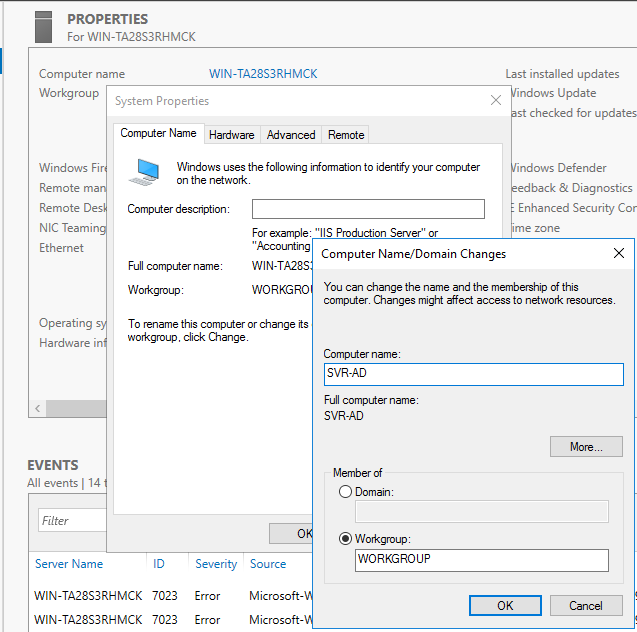 PROPERTIES
For WIN-TA28S3RHMCK
Computer name WIN-TA28S3RHMCK Last installed updates
Workgroup Windows Update
Last checked for updates
System Properties
Computer Name Hardware Advanced Remote
Windows uses the following information to identify your computer
on the network.
Computer description:
For example: "IIS Production Server" or
"Accounting
Full computer name: WIN-TA28S3
Workgroup: WORKGROU
To rename this computer or change its
workgroup, click Change.
OK
Windows Fire
Remote man
Remote Desk
NIC Teaming
Ethernet
Operating sy
Hardware inf
Windows Defender
Feedback & Diagnostics
IE Enhanced Security Con
Time zone
Computer Name/Domain Changes
You can change the name and the membership of this
computer. Changes might affect access to network resources.
Computer name:
SVR-AD
Full computer name:
SVR-AD
More...
Member of
Domain:
Workgroup:
WORKGROUP
OK Cancel
EVENTS
All events | 14 t
Filter
Server Name ID Severity Source
WIN-TA28S3RHMCK 7023 Error Microsoft-W
WIN-TA28S3RHMCK 7023 Error Microsoft-W